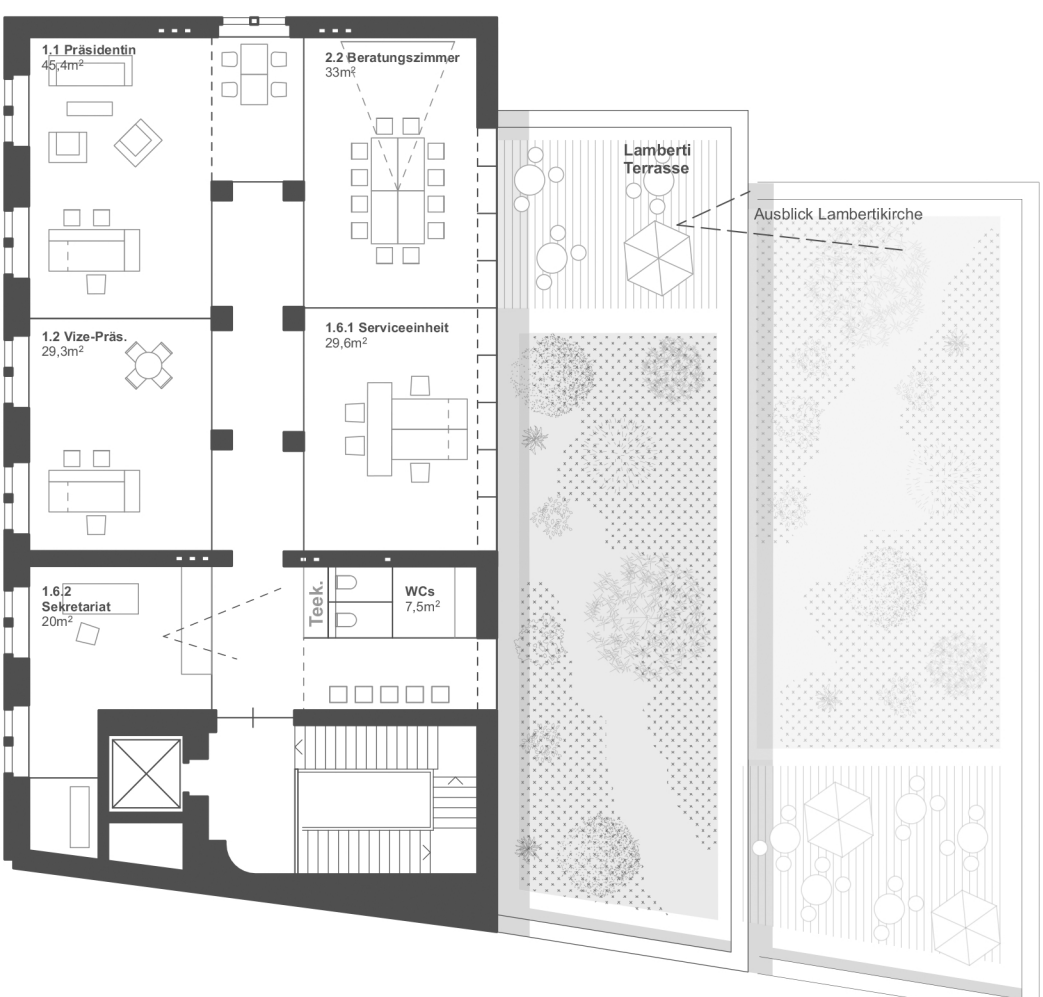 1.1 Präsidentin
45,4m²
2.2 Beratungszimmer
33m²
Lamberti
Terrasse
Ausblick Lambertikirche
1.2 Vize-Präs.
29,3m²
1.6.1 Serviceeinheit
29,6m²
1.6.2
Sekretariat
20m²
Teek.
WCs
7,5m²